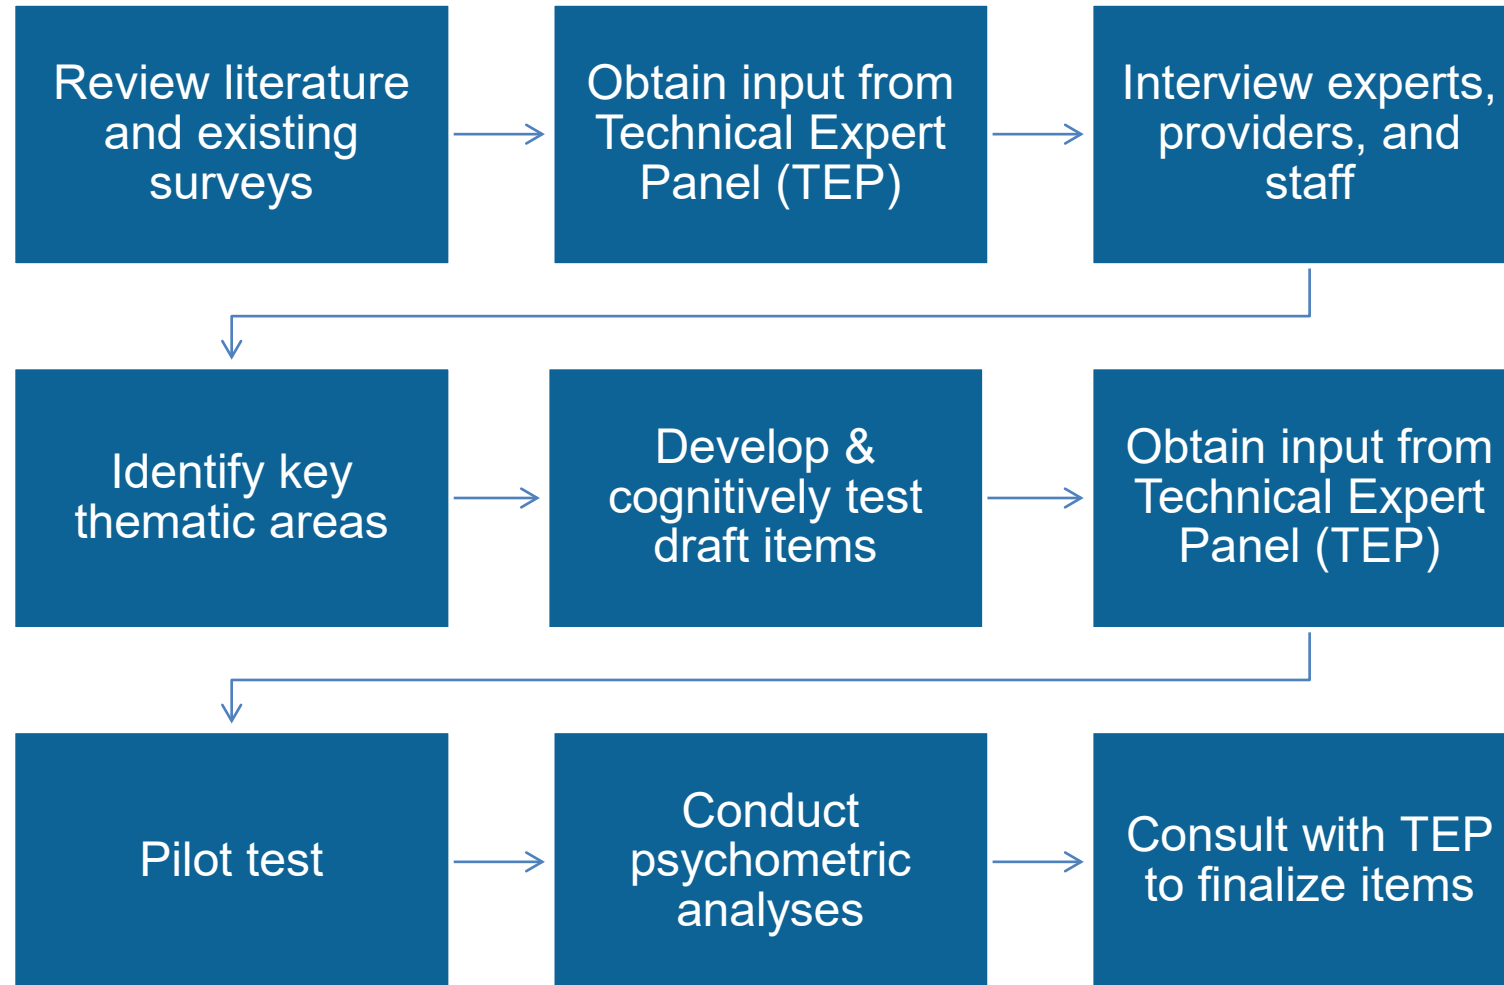 Review literature
and existing
surveys
Obtain input from
Technical Expert
Panel (TEP)
Interview experts,
providers, and
staff
Identify key
thematic areas
Develop &
cognitively test
draft items
Obtain input from
Technical Expert
Panel (TEP)
Pilot test
Conduct
psychometric
analyses
Consult with TEP
to finalize items